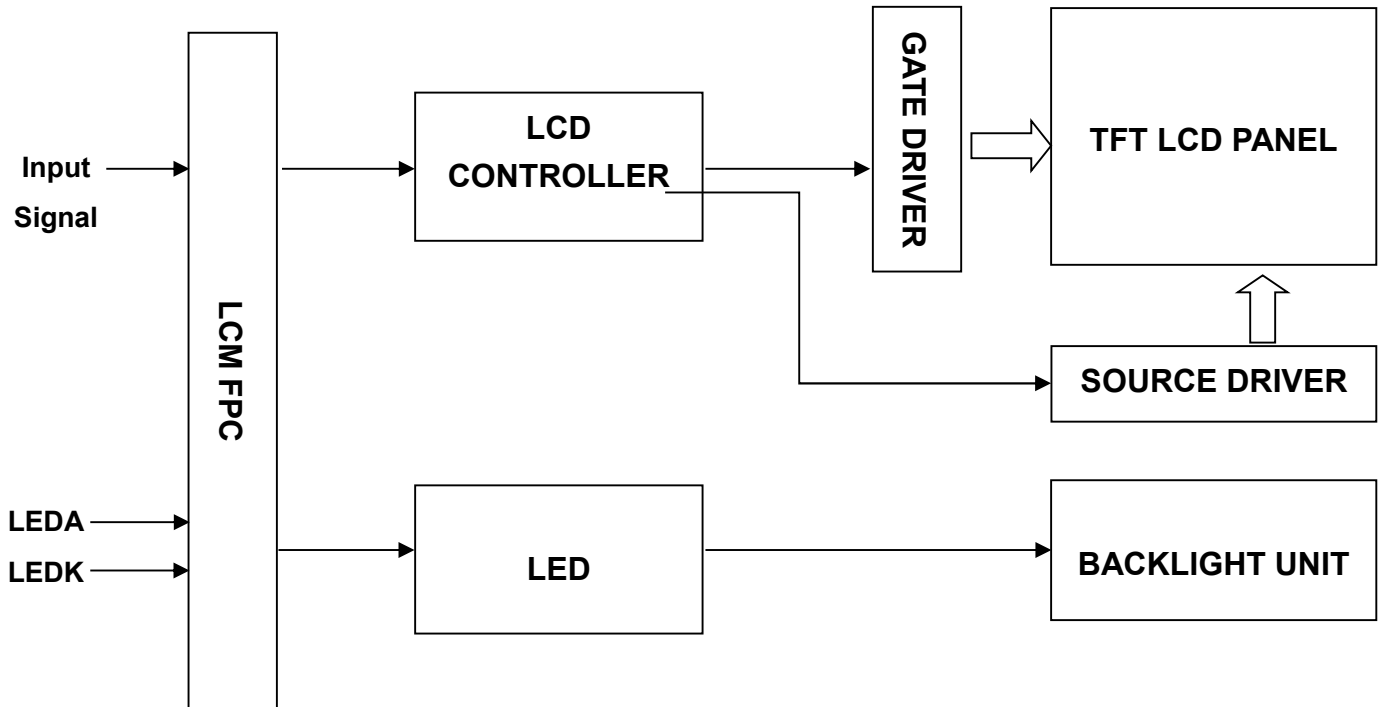 GATE DRIVER
LCD
CONTROLLER
TFT LCD PANEL
Input
Signal
LCM FPC
SOURCE DRIVER
LEDA
LEDK
LED
BACKLIGHT UNIT